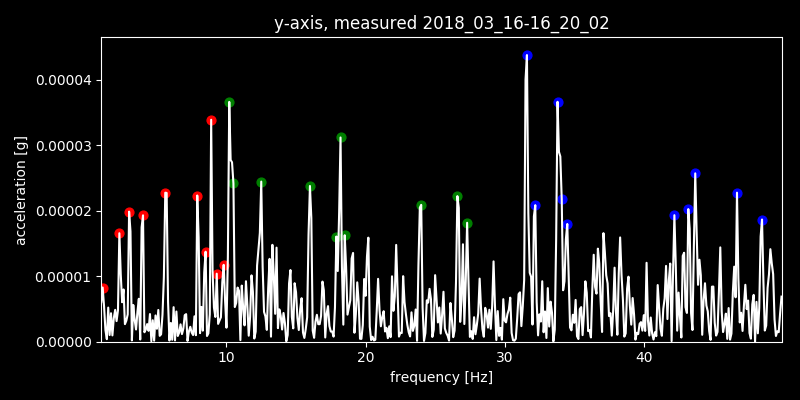 y-axis, measured 2018_03_16-16_20_02
0.00004
0.00003
0.00002
0.00001
0.00000
acceleration [g]
10 20 30 40
frequency [Hz]